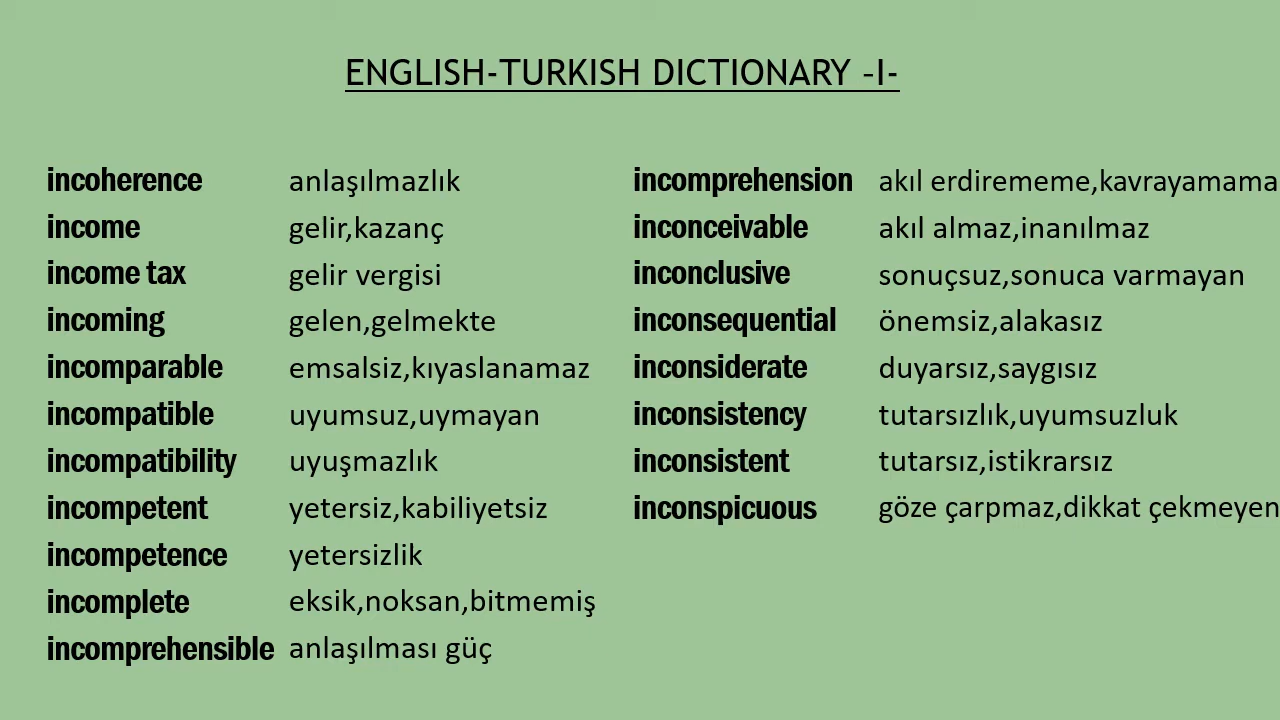 ENGLISH-TURKISH DICTIONARY –I-
incoherence anlaşılmazlık
income gelir,kazanç
income tax gelir vergisi
incoming gelen,gelmekte
incomparable emsalsiz,kıyaslanamaz
incompatible uyumsuz,uymayan
incompatibility uyuşmazlık
incompetent yetersiz,kabiliyetsiz
incompetence yetersizlik
incomplete eksik,noksan,bitmemiş
incomprehensible anlaşılması güç
incomprehension akıl erdirememe,kavrayamama
inconceivable akıl almaz,inanılmaz
inconclusive sonuçsuz,sonuca varmayan
inconsequential önemsiz,alakasız
inconsiderate duyarsız,saygısız
inconsistency tutarsızlık,uyumsuzluk
inconsistent tutarsız,istikrarsız
inconspicuous göze çarpmaz,dikkat çekmeyen